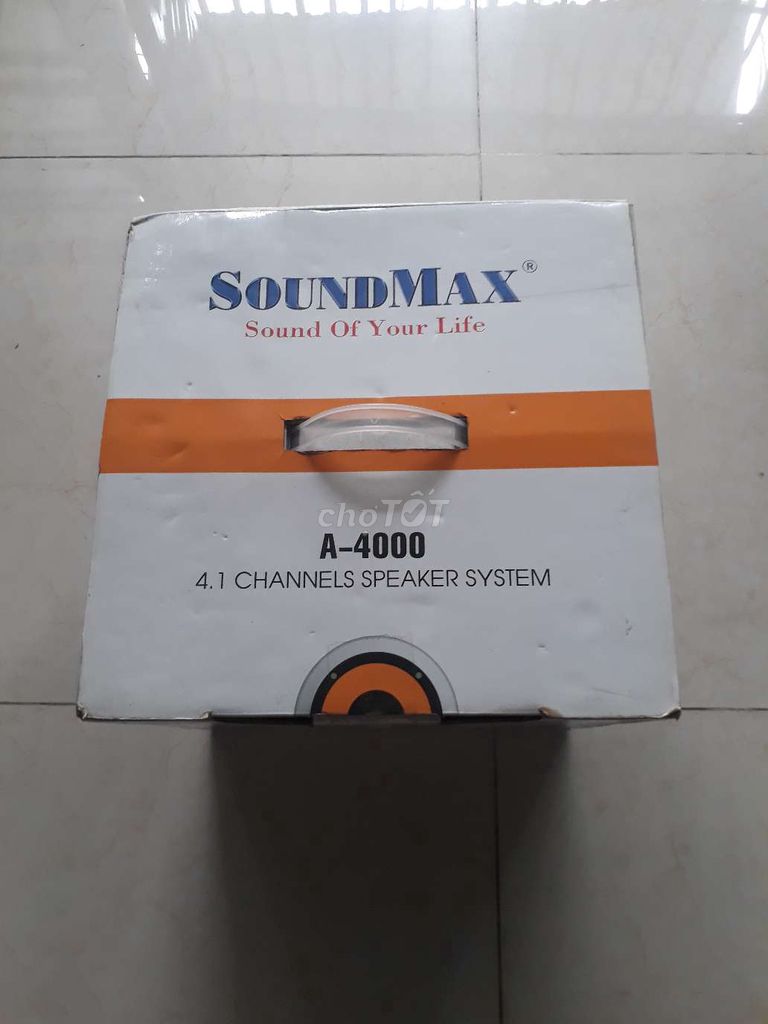 SOUNDMAX®
Sound Of Your Life
choTỐT
A-4000
4.1 CHANNELS SPEAKER SYSTEM